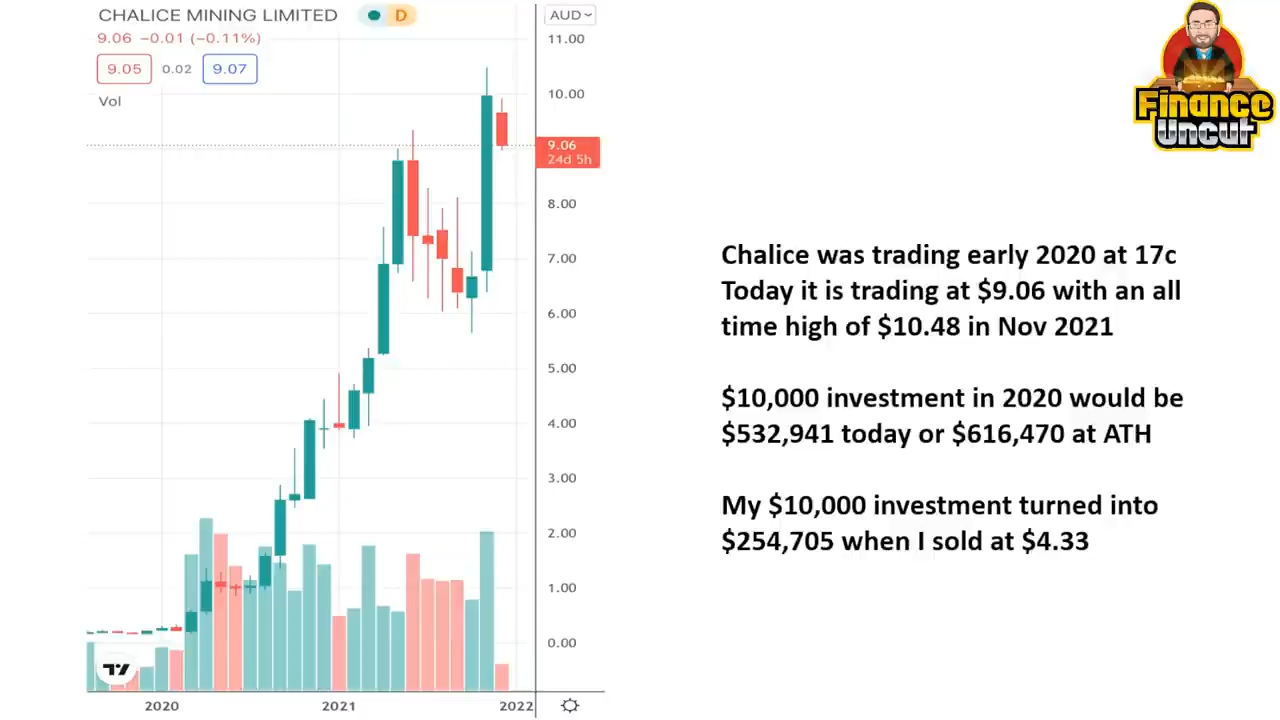 CHALICE MINING LIMITED D AUD
9.06 −0.01 (−0.11%)
9.05 0.02 9.07
Vol
11.00
10.00
9.06
24d 5h
8.00
7.00
6.00
5.00
4.00
3.00
2.00
1.00
0.00
2020 2021 2022
Finance
Uncut
Chalice was trading early 2020 at 17c
Today it is trading at $9.06 with an all
time high of $10.48 in Nov 2021
$10,000 investment in 2020 would be
$532,941 today or $616,470 at ATH
My $10,000 investment turned into
$254,705 when I sold at $4.33